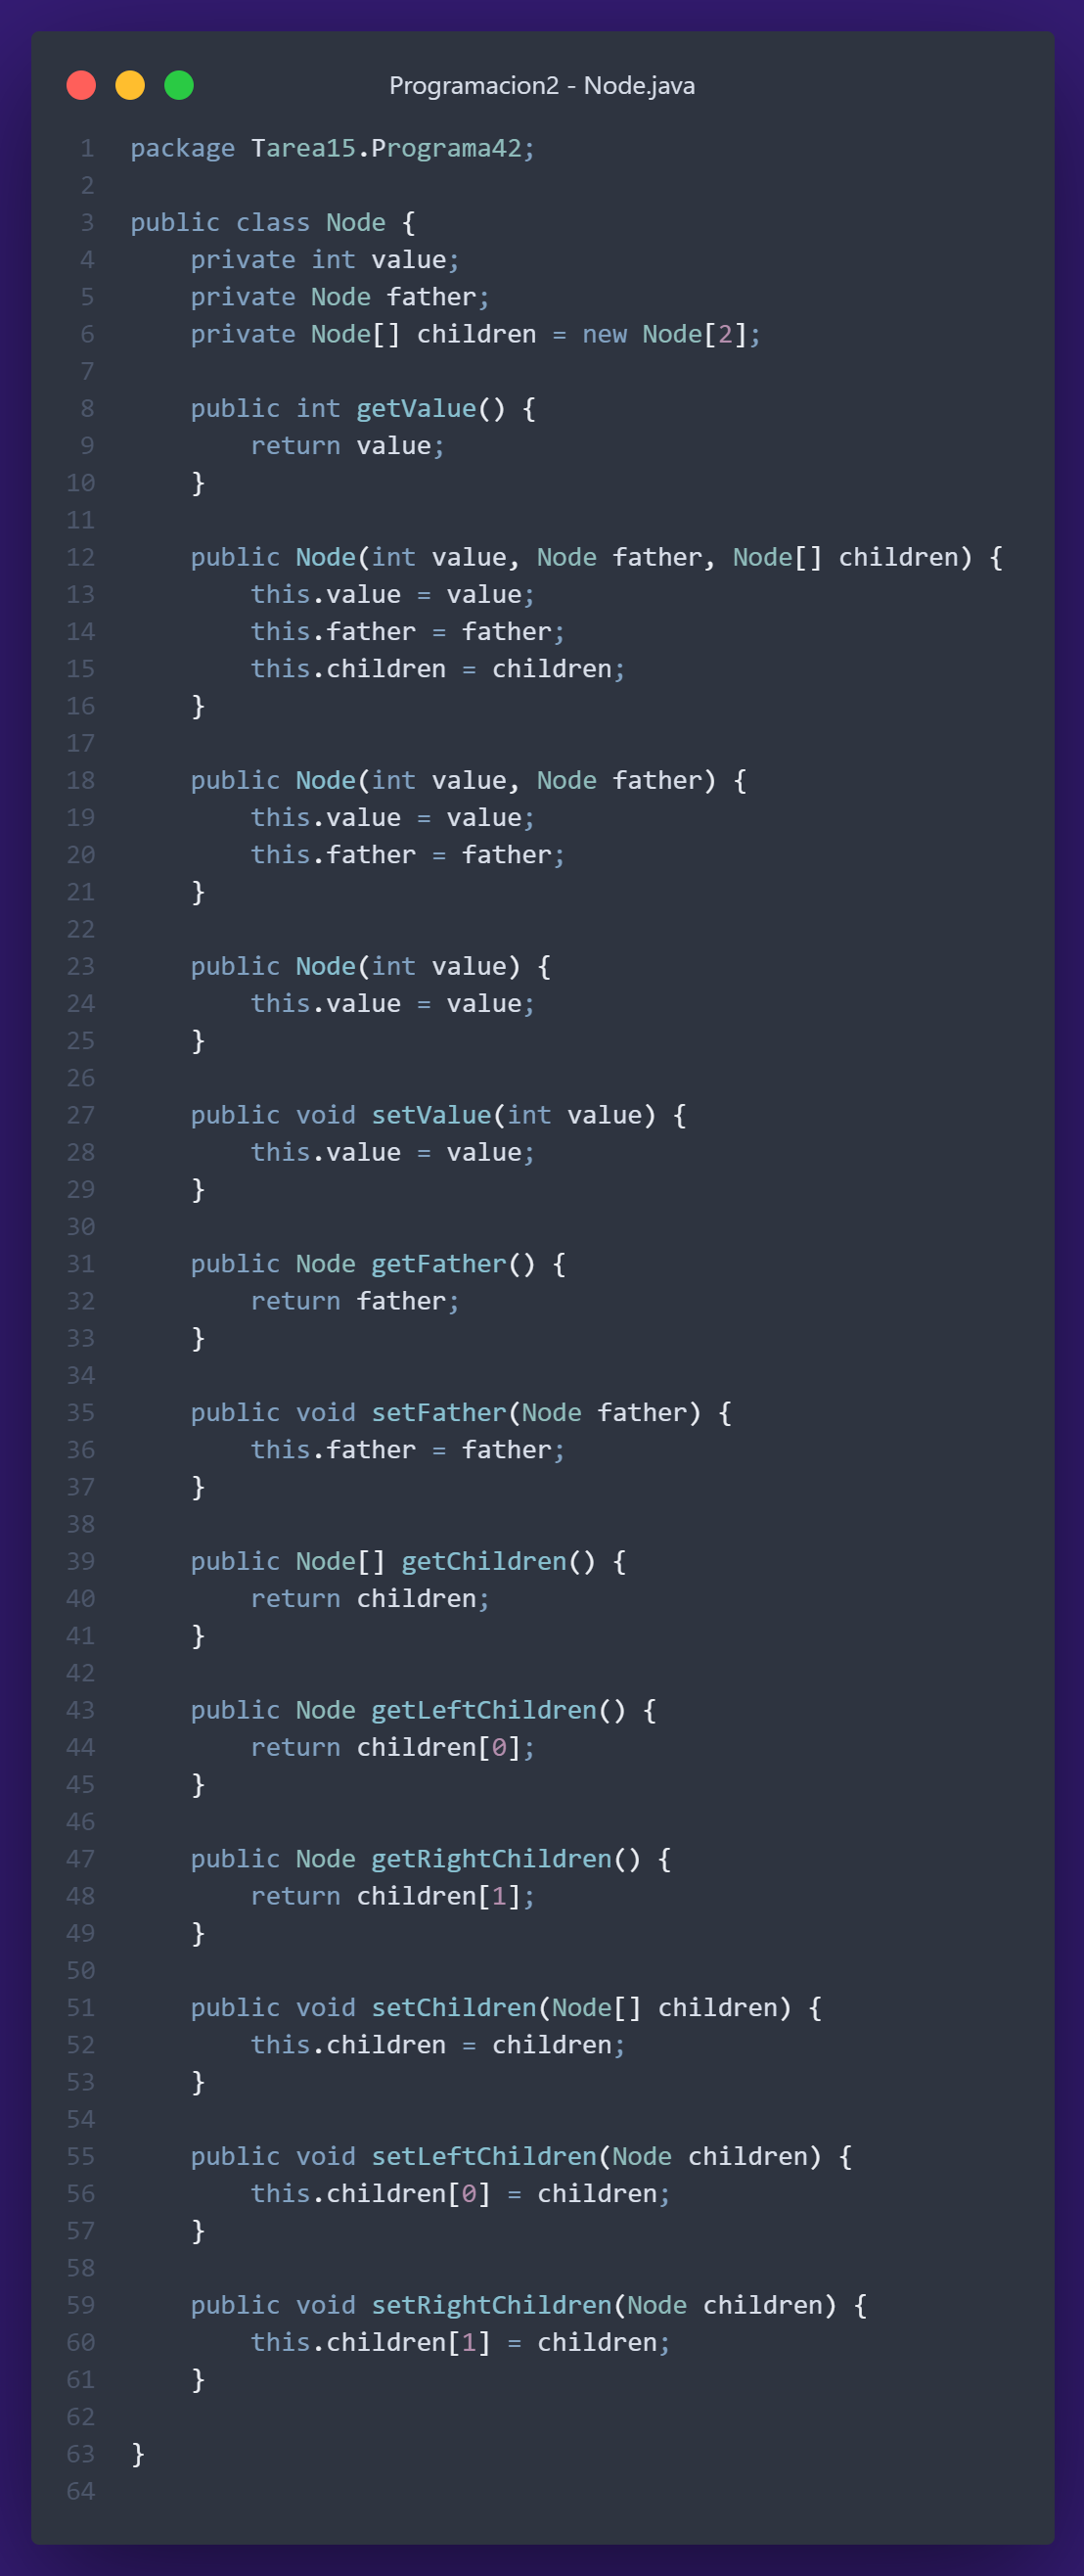 Programacion2 - Node.java
1 package Tarea15.Programa42;
2
3 public class Node {
4     private int value;
5     private Node father;
6     private Node[] children = new Node[2];
7
8     public int getValue() {
9         return value;
10     }
11
12     public Node(int value, Node father, Node[] children) {
13         this.value = value;
14         this.father = father;
15         this.children = children;
16     }
17
18     public Node(int value, Node father) {
19         this.value = value;
20         this.father = father;
21     }
22
23     public Node(int value) {
24         this.value = value;
25     }
26
27     public void setValue(int value) {
28         this.value = value;
29     }
30
31     public Node getFather() {
32         return father;
33     }
34
35     public void setFather(Node father) {
36         this.father = father;
37     }
38
39     public Node[] getChildren() {
40         return children;
41     }
42
43     public Node getLeftChildren() {
44         return children[0];
45     }
46
47     public Node getRightChildren() {
48         return children[1];
49     }
50
51     public void setChildren(Node[] children) {
52         this.children = children;
53     }
54
55     public void setLeftChildren(Node children) {
56         this.children[0] = children;
57     }
58
59     public void setRightChildren(Node children) {
60         this.children[1] = children;
61     }
62
63 }
64